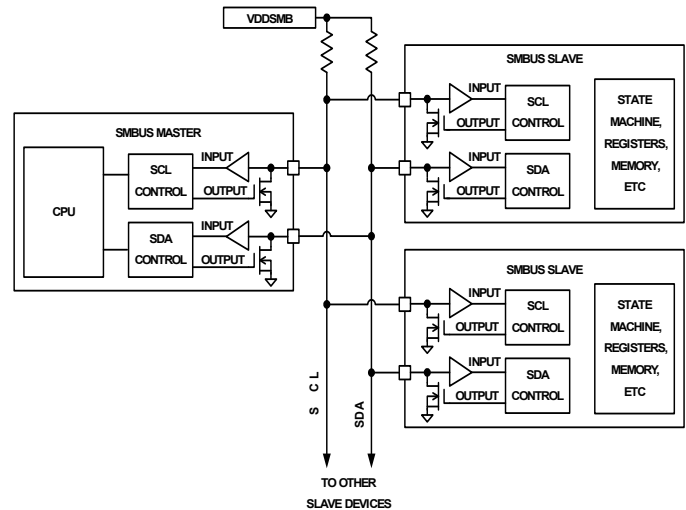 VDDSMB
SMBUS MASTER
CPU
SCL
CONTROL
INPUT
OUTPUT
SDA
CONTROL
INPUT
OUTPUT
SMBUS SLAVE
INPUT
OUTPUT
SCL
CONTROL
INPUT
OUTPUT
SDA
CONTROL
STATE
MACHINE,
REGISTERS,
MEMORY,
ETC
SMBUS SLAVE
INPUT
OUTPUT
SCL
CONTROL
INPUT
OUTPUT
SDA
CONTROL
STATE
MACHINE,
REGISTERS,
MEMORY,
ETC
S CL
SDA
TO OTHER
SLAVE DEVICES